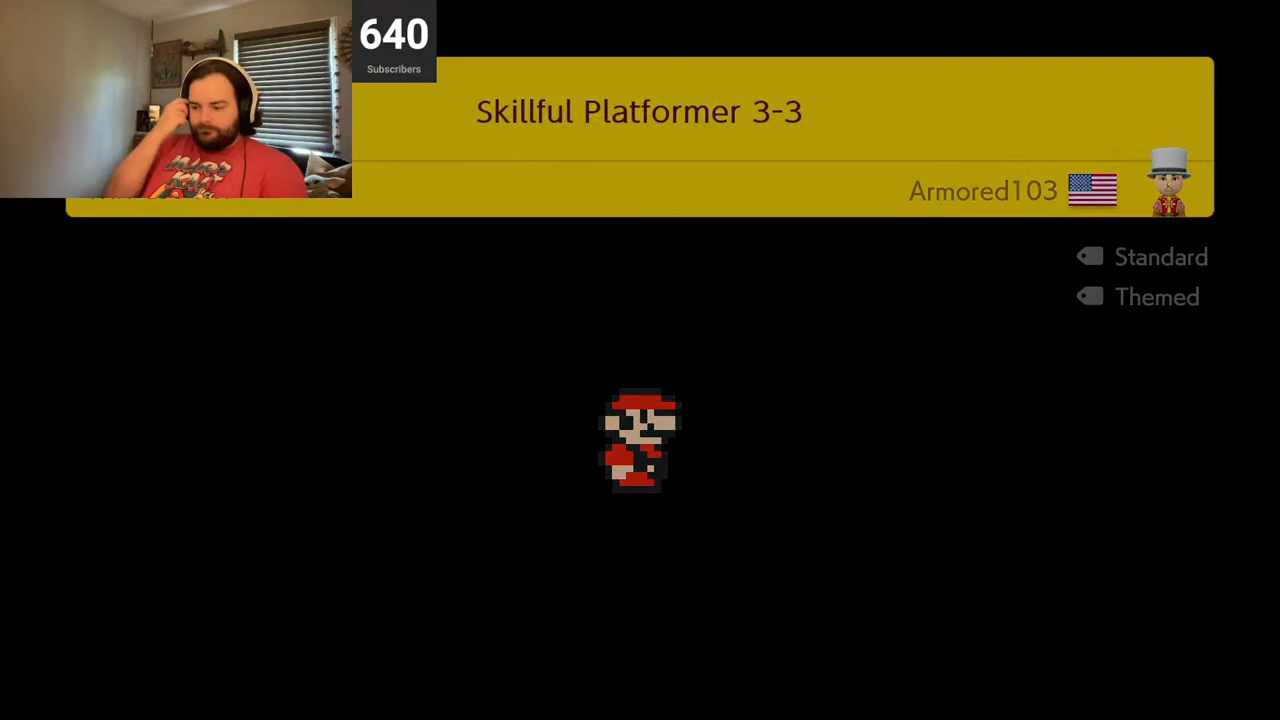 640
Subscribers
Skillful Platformer 3-3
Armored103
Standard
Themed